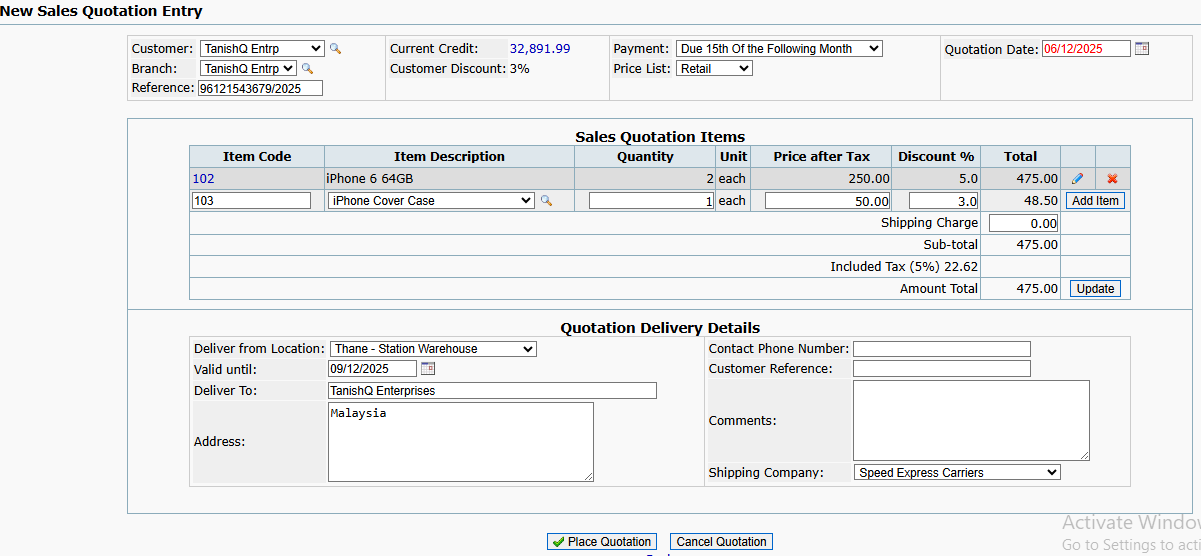 New Sales Quotation Entry
Customer: TanishQ Entrp Current Credit: 32,891.99 Payment: Due 15th Of the Following Month Quotation Date: 06/12/2025
Branch: TanishQ Entrp Customer Discount: 3% Price List: Retail
Reference: 96121543679/2025
Sales Quotation Items
Item Code Item Description Quantity Unit Price after Tax Discount % Total
102 iPhone 6 64GB 2 each 250.00 5.0 475.00
103 iPhone Cover Case 1 each 50.00 3.0 48.50 Add Item
Shipping Charge 0.00
Sub-total 475.00
Included Tax (5%) 22.62
Amount Total 475.00 Update
Quotation Delivery Details
Deliver from Location: Thane - Station Warehouse Contact Phone Number:
Valid until: 09/12/2025 Customer Reference:
Deliver To: TanishQ Enterprises
Address: Malaysia Comments:
Shipping Company: Speed Express Carriers
Place Quotation Cancel Quotation
Activate Window
Go to Settings to acti